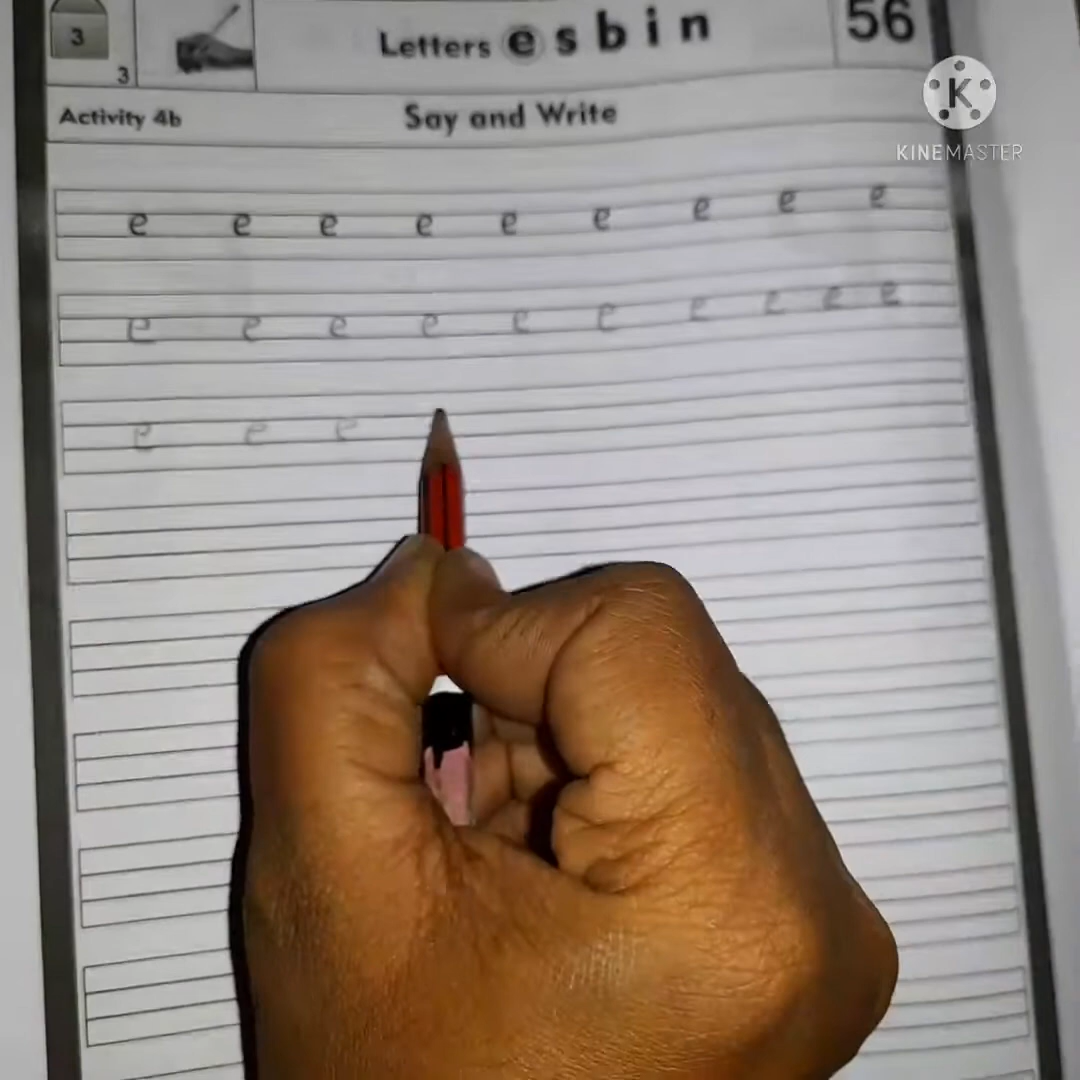 3
3
Letters e s b i n
56
Activity 4b
Say and Write
K
KINEMASTER
e e e e e e e e e
e e e e e e e e e e
e e e